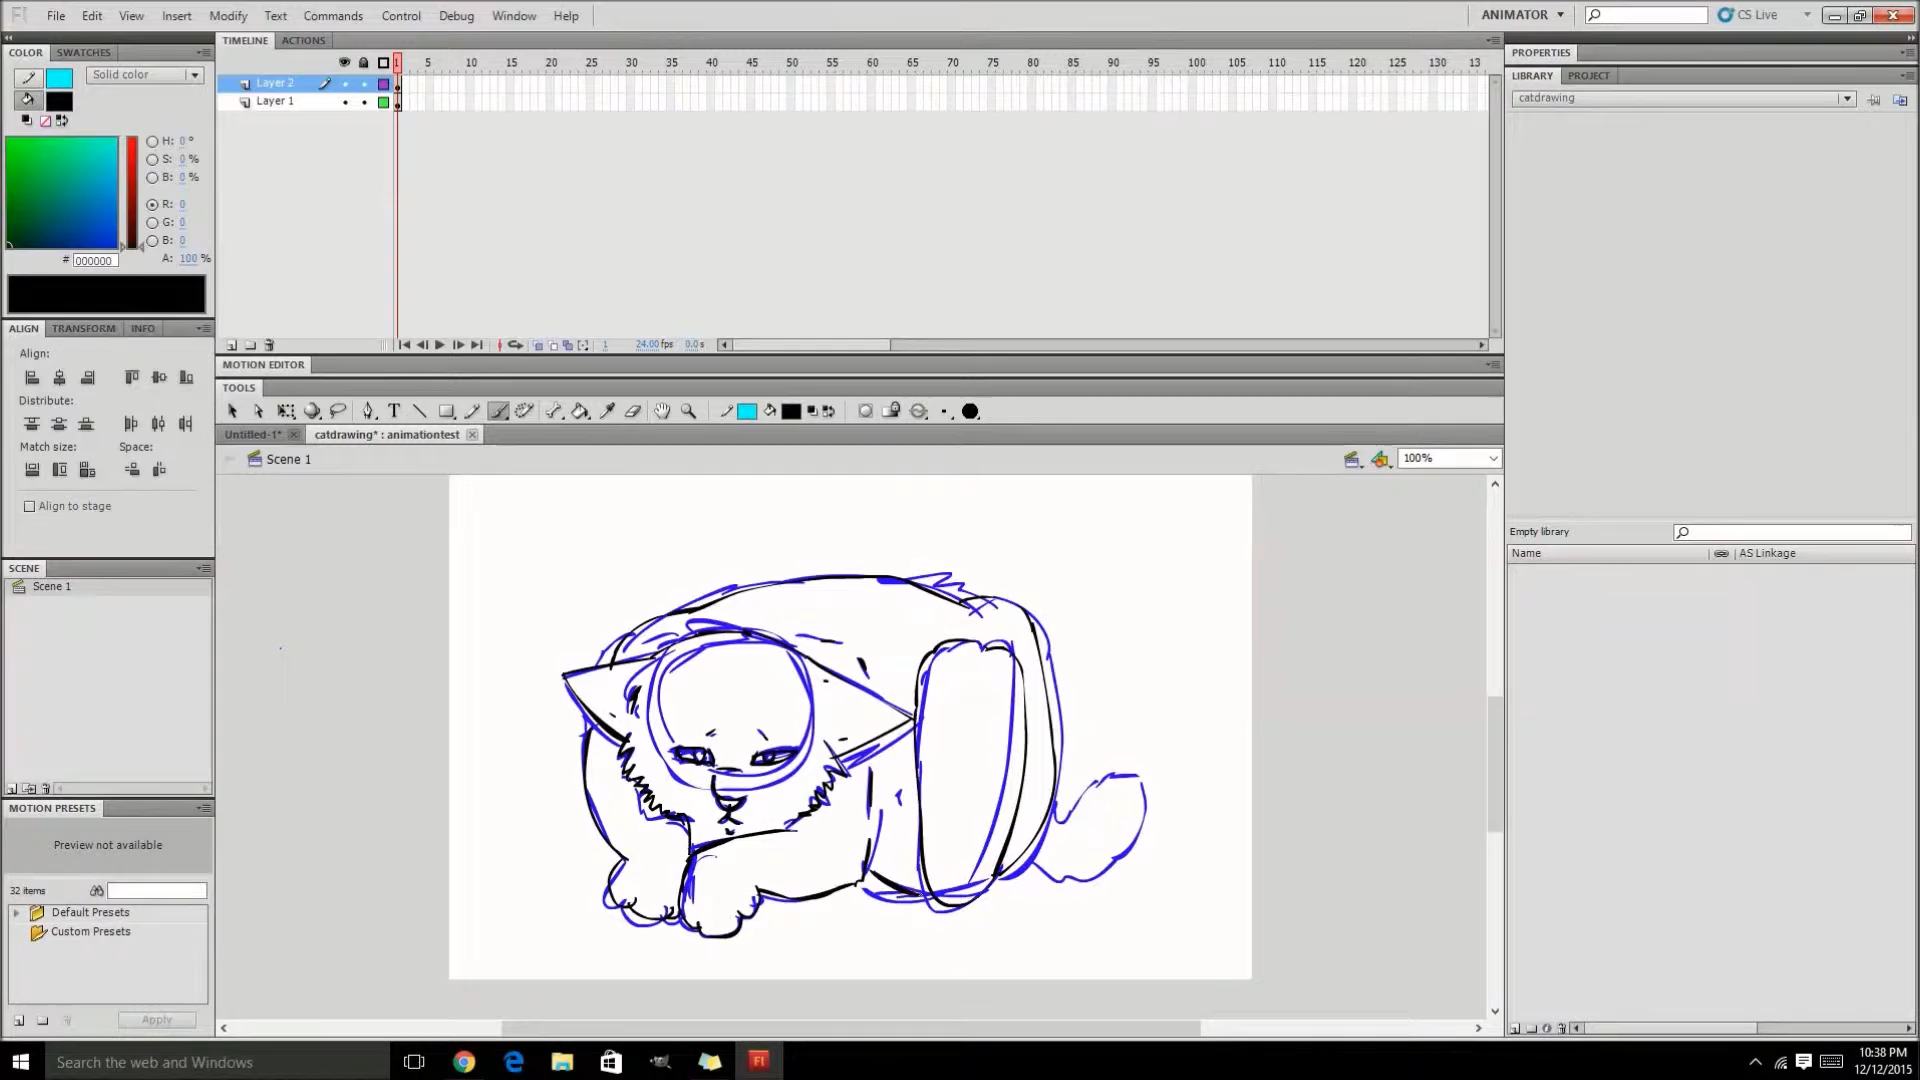 Fl File Edit View Insert Modify Text Commands Control Debug Window Help ANIMATOR CS Live
COLOR SWATCHES
Solid color
H: 0 °
S: 0 %
B: 0 %
R: 0
G: 0
B: 0
# 000000 A: 100 %
TIMELINE ACTIONS
1 5 10 15 20 25 30 35 40 45 50 55 60 65 70 75 80 85 90 95 100 105 110 115 120 125 130 13
Layer 2
Layer 1
1 24.00 fps 0.0 s
ALIGN TRANSFORM INFO
Align:
Distribute:
Match size: Space:
Align to stage
MOTION EDITOR
TOOLS
Untitled-1* catdrawing* : animationtest
Scene 1 100%
SCENE
Scene 1
MOTION PRESETS
Preview not available
32 items
Default Presets
Custom Presets
Apply
PROPERTIES
LIBRARY PROJECT
catdrawing
Empty library
Name AS Linkage
Search the web and Windows
Fl
10:38 PM
12/12/2015